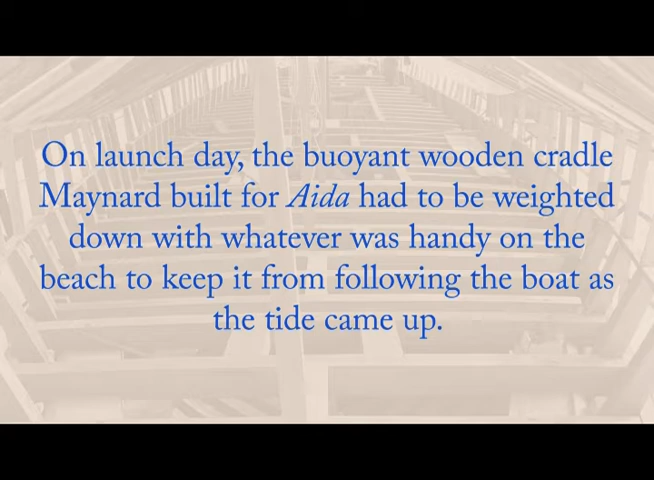 On launch day, the buoyant wooden cradle
Maynard built for Aida had to be weighted
down with whatever was handy on the
beach to keep it from following the boat as
the tide came up.